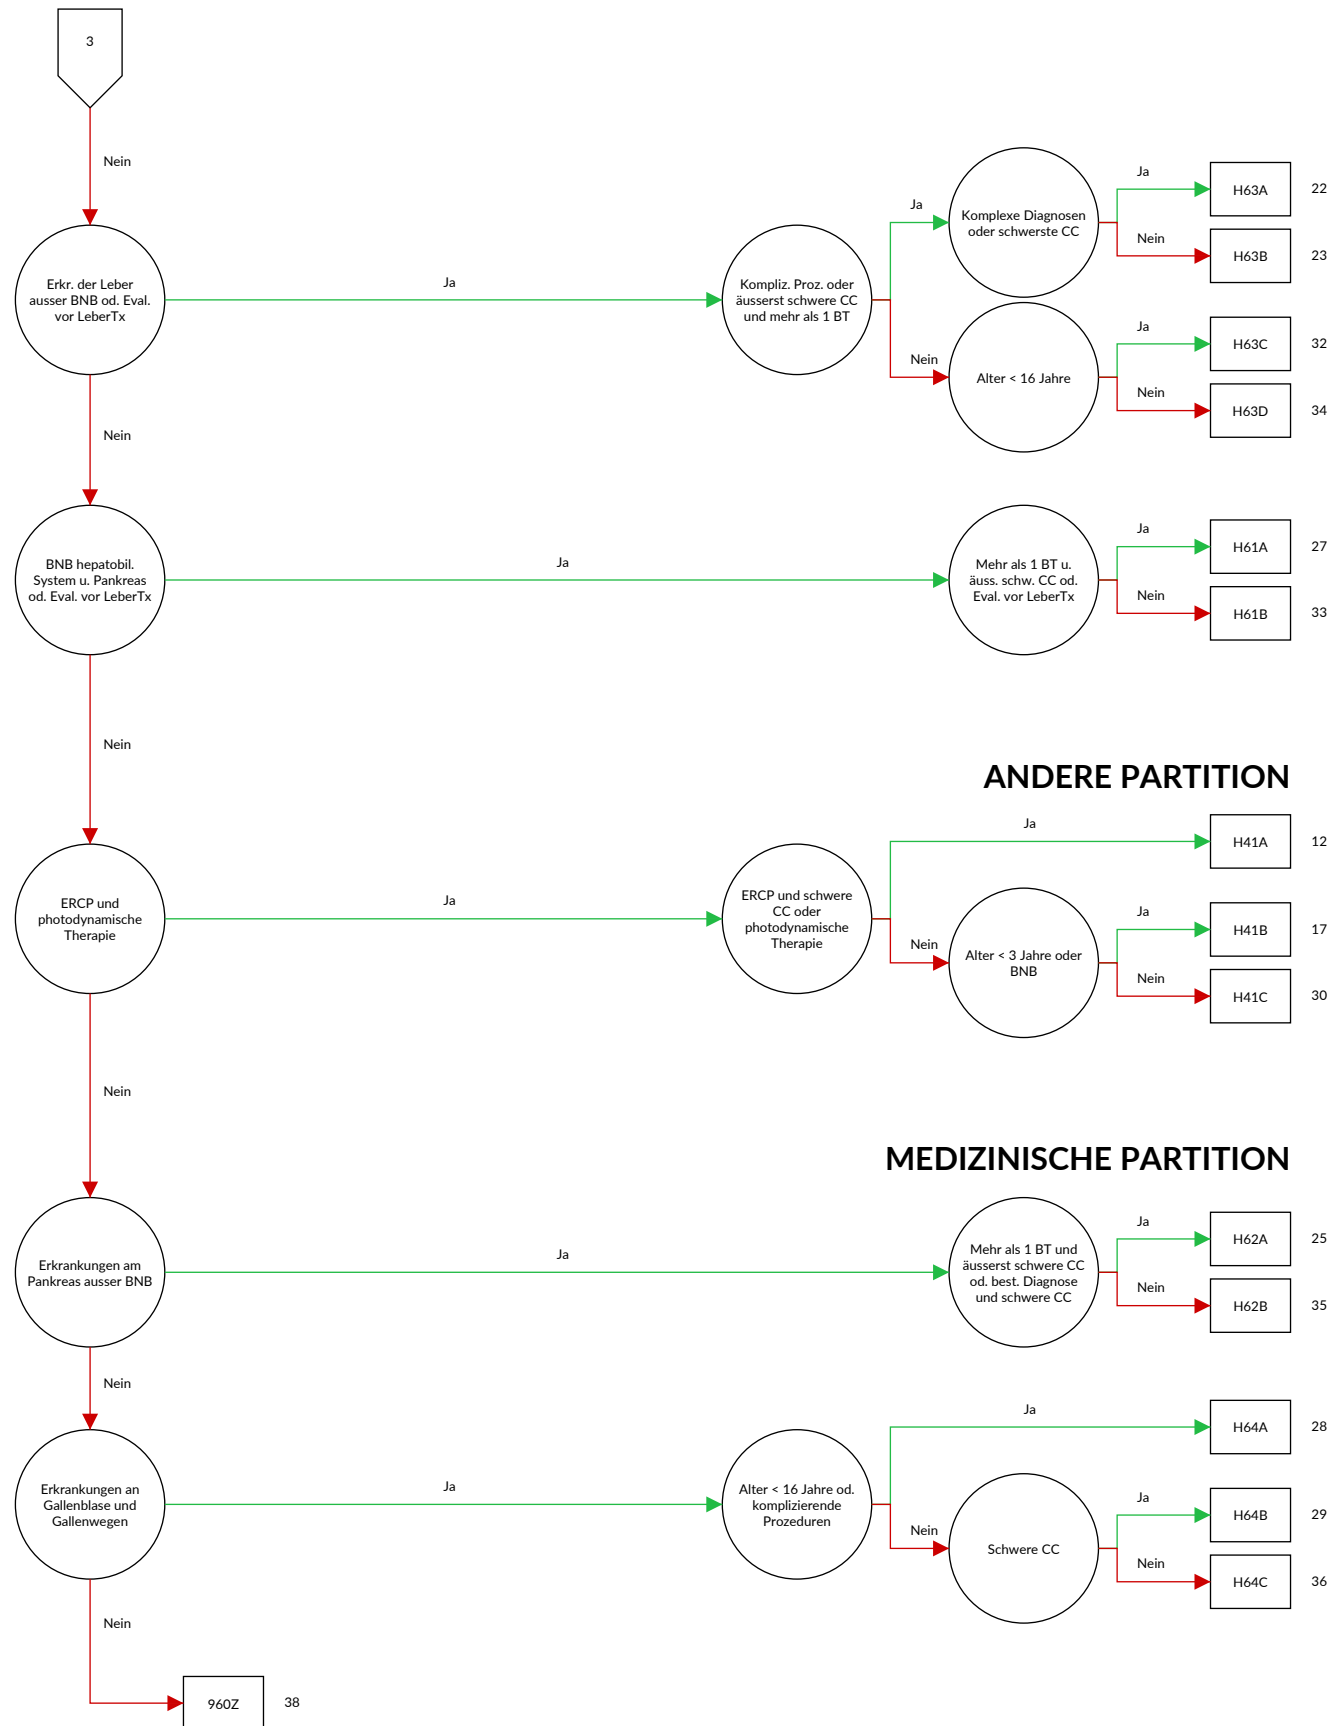 3
Nein
Erkr. der Leber
ausser BNB od. Eval.
vor LeberTx
Ja
Kompliz. Proz. oder
äusserst schwere CC
und mehr als 1 BT
Ja
Komplexe Diagnosen
oder schwerste CC
Ja
H63A
22
Nein
H63B
23
Nein
Alter < 16 Jahre
Ja
H63C
32
Nein
H63D
34
Nein
BNB hepatobil.
System u. Pankreas
od. Eval. vor LeberTx
Ja
Mehr als 1 BT u.
äuss. schw. CC od.
Eval. vor LeberTx
Ja
H61A
27
Nein
H61B
33
Nein
ANDERE PARTITION
ERCP und
photodynamische
Therapie
Ja
ERCP und schwere
CC oder
photodynamische
Therapie
Ja
H41A
12
Nein
Alter < 3 Jahre oder
BNB
Ja
H41B
17
Nein
H41C
30
Nein
MEDIZINISCHE PARTITION
Erkrankungen am
Pankreas ausser BNB
Ja
Mehr als 1 BT und
äusserst schwere CC
od. best. Diagnose
und schwere CC
Ja
H62A
25
Nein
H62B
35
Nein
Erkrankungen an
Gallenblase und
Gallenwegen
Ja
Alter < 16 Jahre od.
komplizierende
Prozeduren
Ja
H64A
28
Nein
Schwere CC
Ja
H64B
29
Nein
H64C
36
Nein
960Z
38